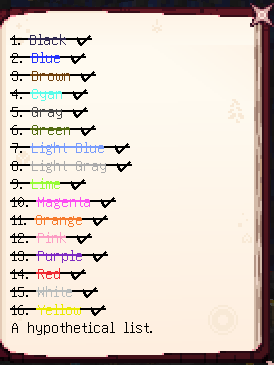 1. Black ✔
2. Blue ✔
3. Brown ✔
4. Cyan ✔
5. Gray ✔
6. Green ✔
7. Light Blue ✔
8. Light Gray ✔
9. Lime ✔
10. Magenta ✔
11. Orange ✔
12. Pink ✔
13. Purple ✔
14. Red ✔
15. White ✔
16. Yellow ✔
A hypothetical list.